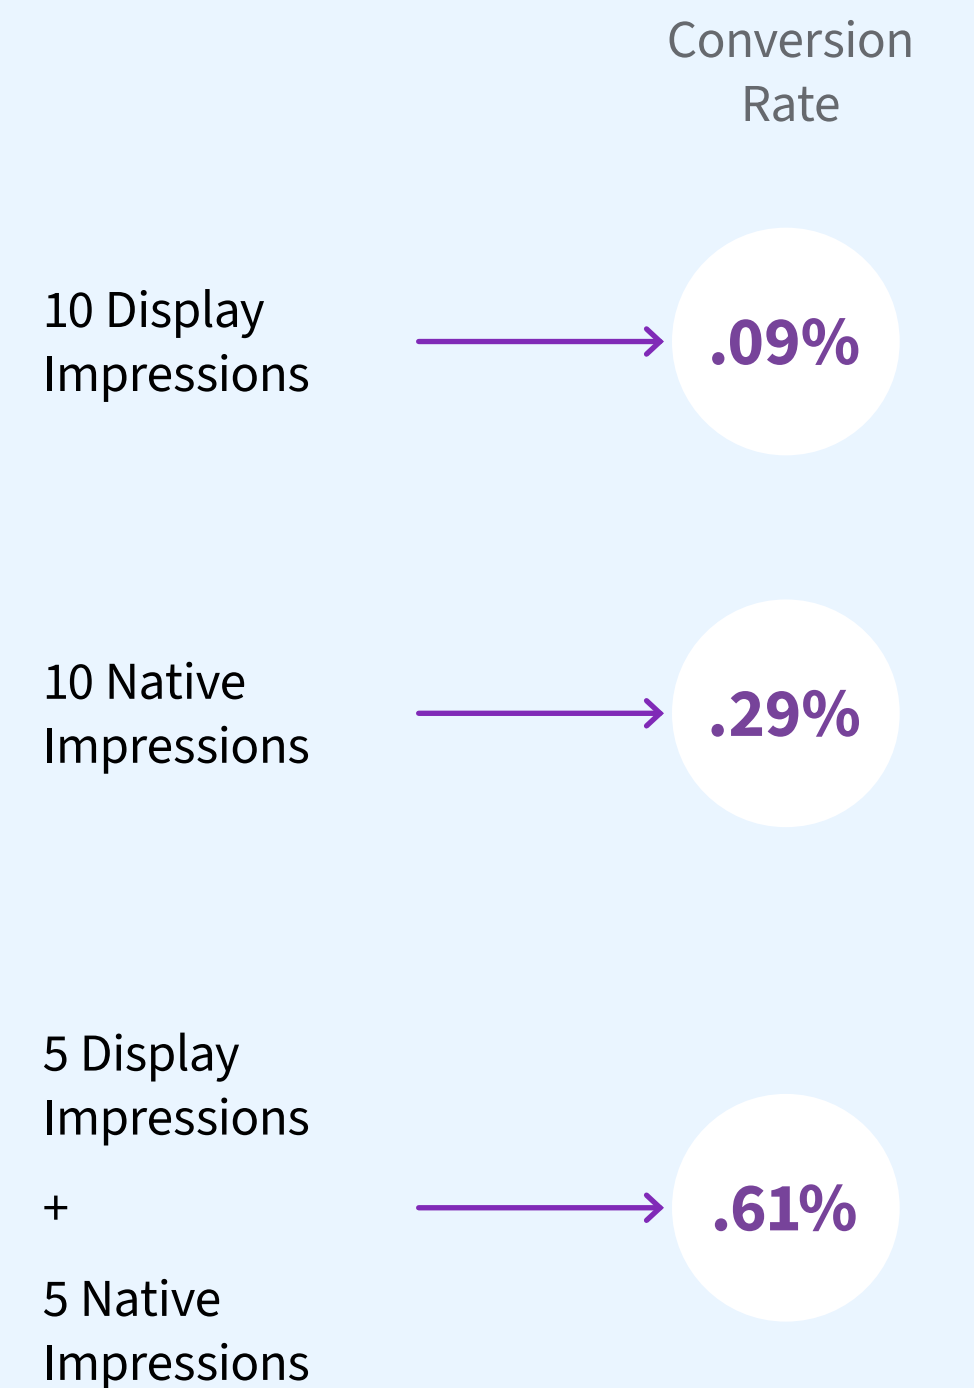 Conversion
Rate
10 Display
Impressions
.09%
10 Native
Impressions
.29%
5 Display
Impressions
+
5 Native
Impressions
.61%